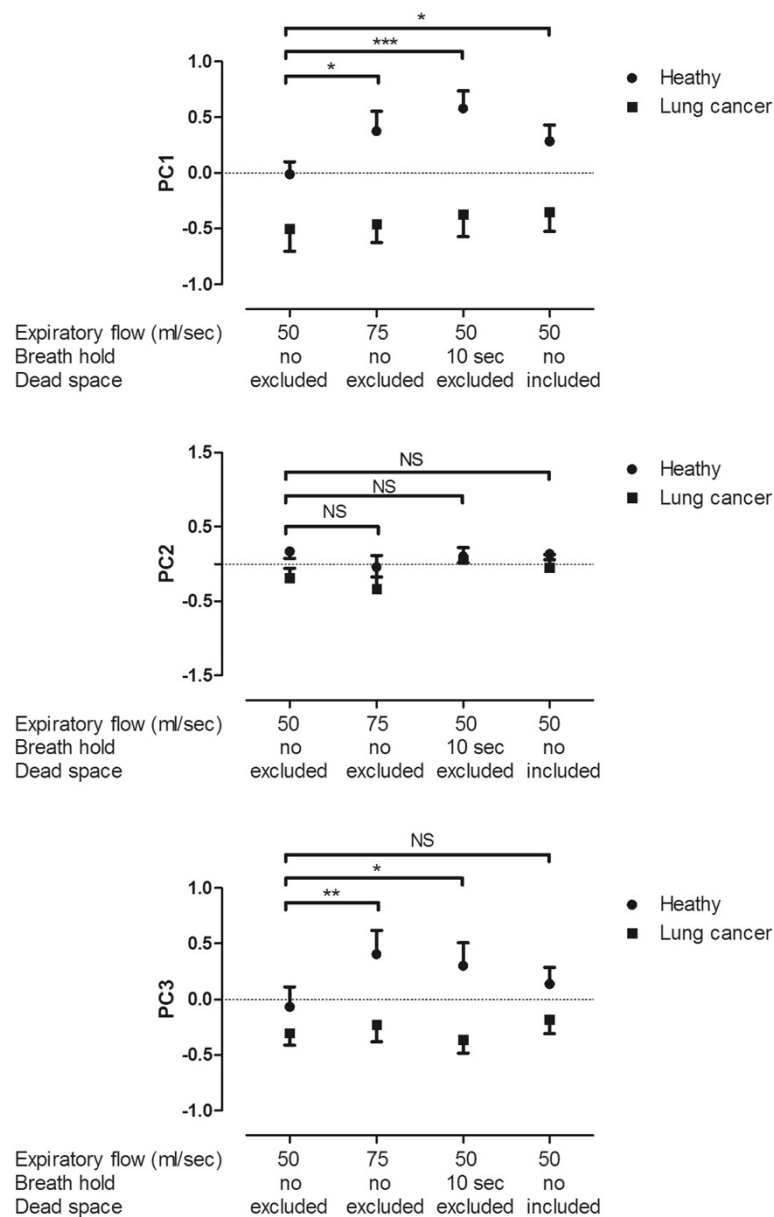 *
***
*
1.0
0.5
0.0
-0.5
-1.0
PC1
Heathy
Lung cancer
Expiratory flow (ml/sec) 50 75 50 50
Breath hold no no 10 sec no
Dead space excluded excluded excluded included
NS
NS
NS
1.5
0.5
-0.5
-1.5
PC2
Heathy
Lung cancer
Expiratory flow (ml/sec) 50 75 50 50
Breath hold no no 10 sec no
Dead space excluded excluded excluded included
NS
*
**
1.0
0.5
0.0
-0.5
-1.0
PC3
Heathy
Lung cancer
Expiratory flow (ml/sec) 50 75 50 50
Breath hold no no 10 sec no
Dead space excluded excluded excluded included